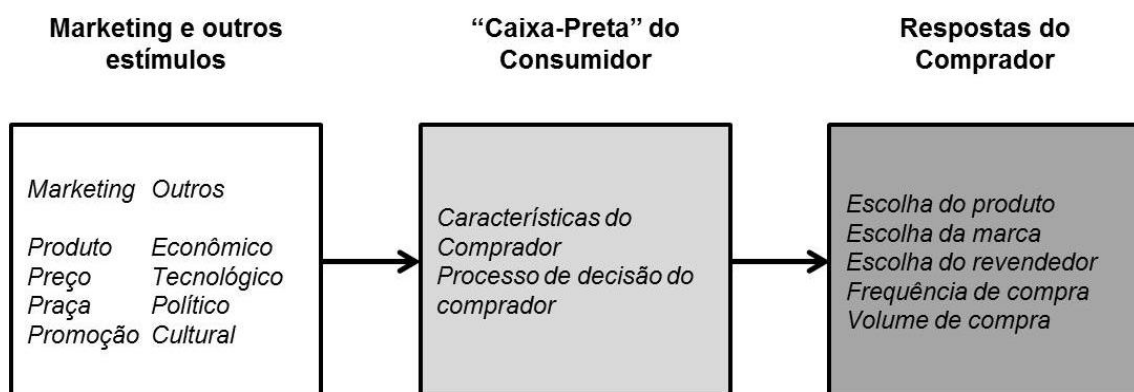 Marketing e outros
estímulos
“Caixa-Preta” do
Consumidor
Respostas do
Comprador
Marketing Outros
Produto Econômico
Preço Tecnológico
Praça Político
Promoção Cultural
Características do
Comprador
Processo de decisão do
comprador
Escolha do produto
Escolha da marca
Escolha do revendedor
Frequência de compra
Volume de compra